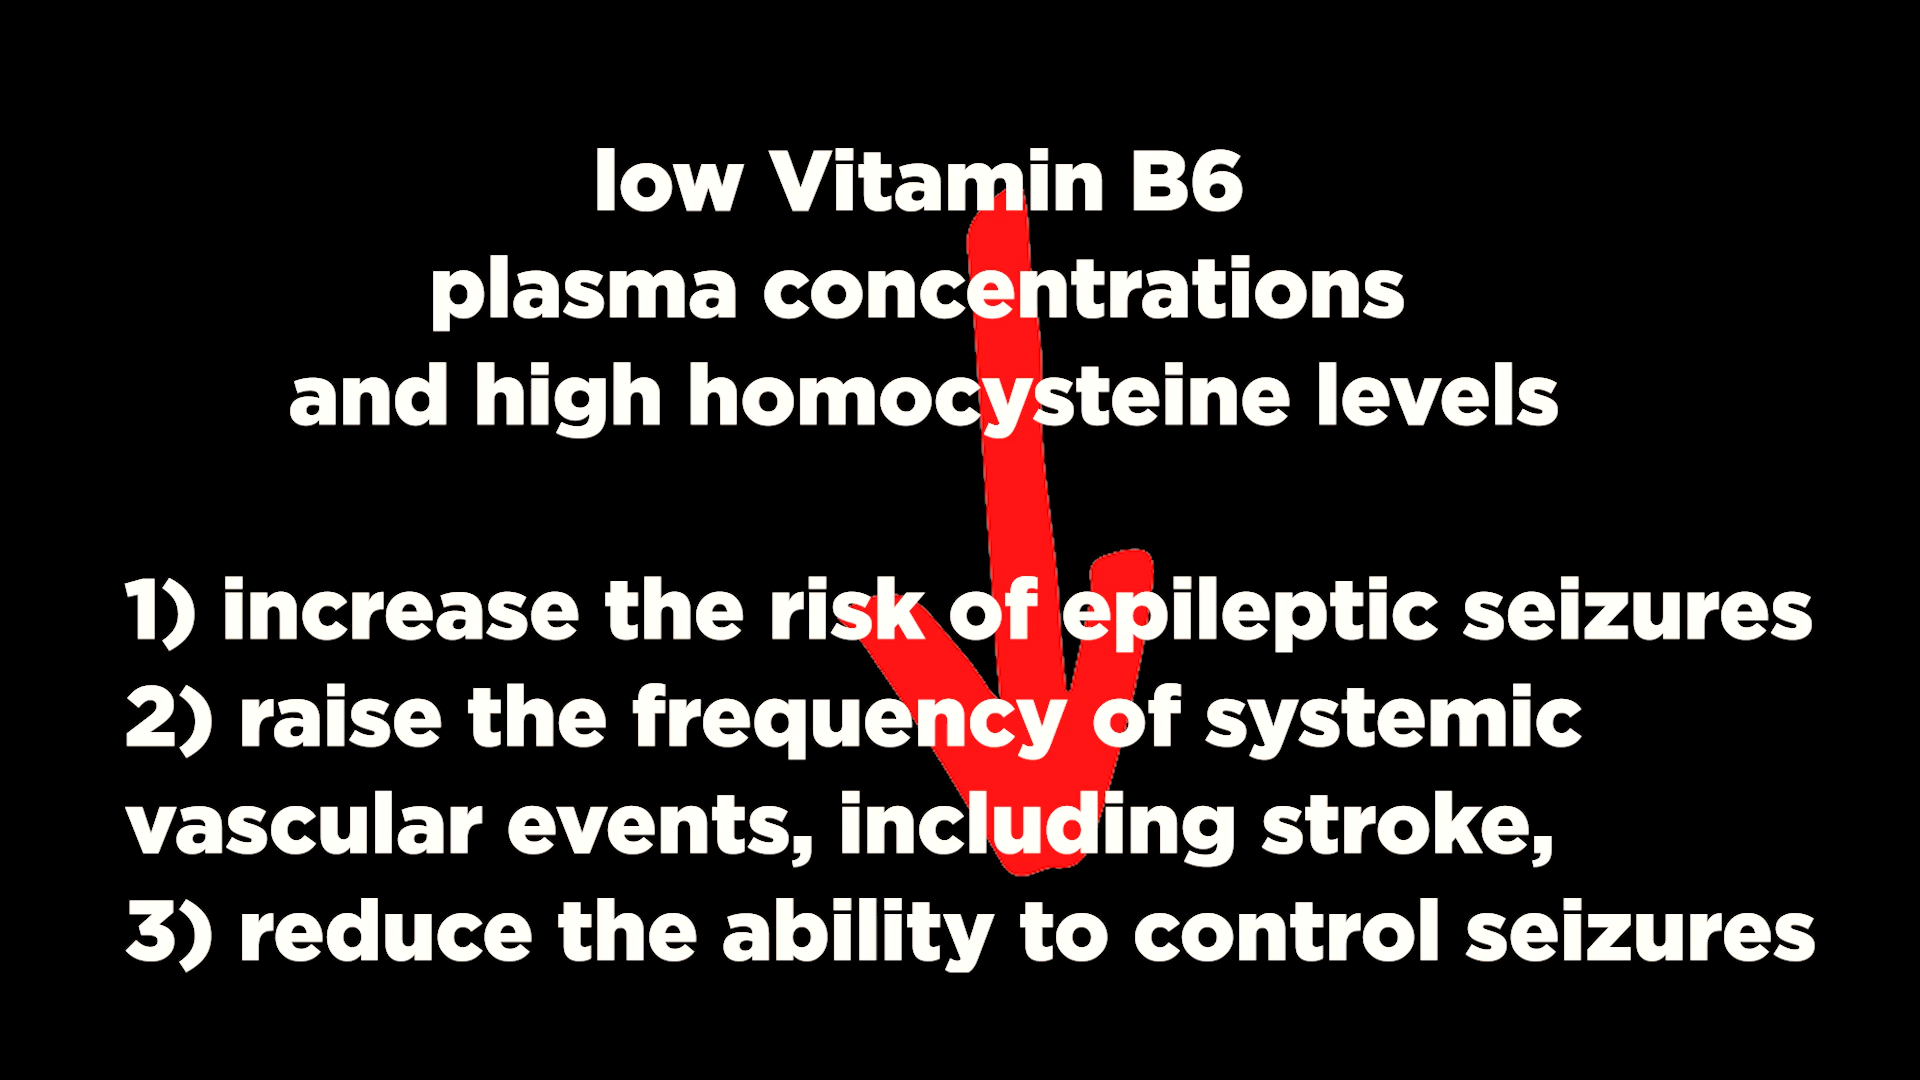 low Vitamin B6
plasma concentrations
and high homocysteine levels
1) increase the risk of epileptic seizures
2) raise the frequency of systemic
vascular events, including stroke,
3) reduce the ability to control seizures